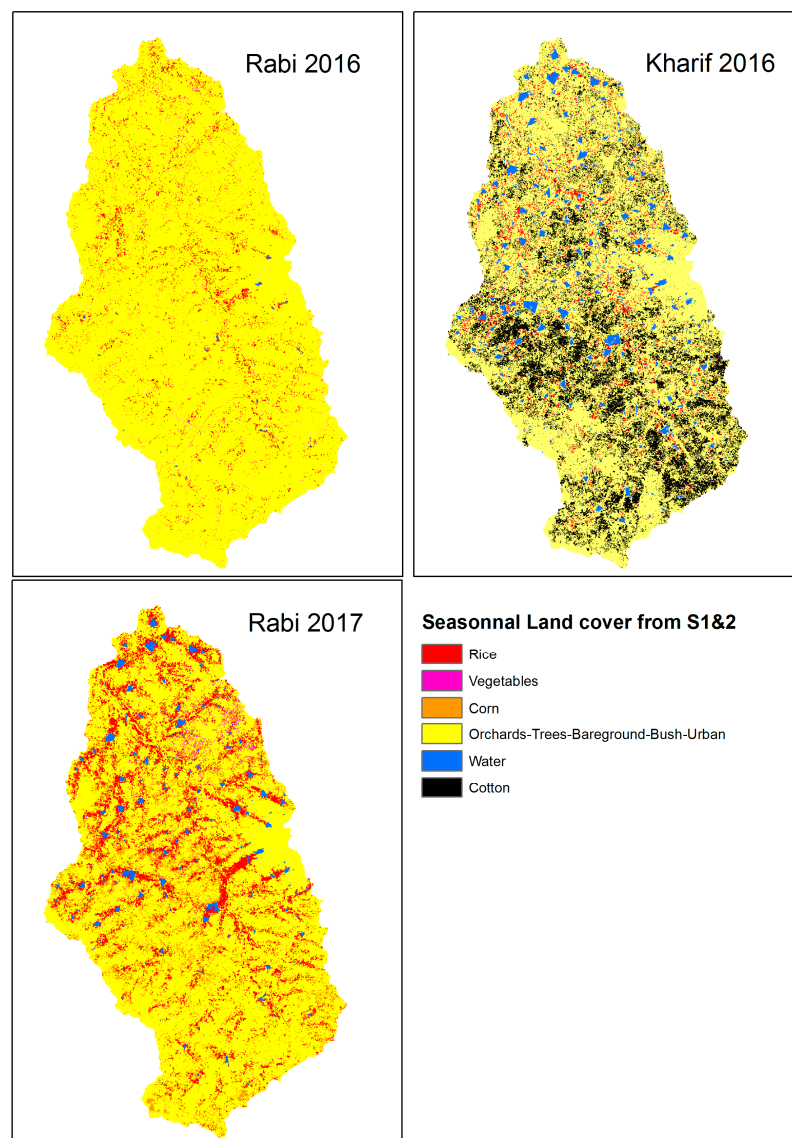 Rabi 2016
Kharif 2016
Rabi 2017
Seasonnal Land cover from S1&2
Rice
Vegetables
Corn
Orchards-Trees-Bareground-Bush-Urban
Water
Cotton